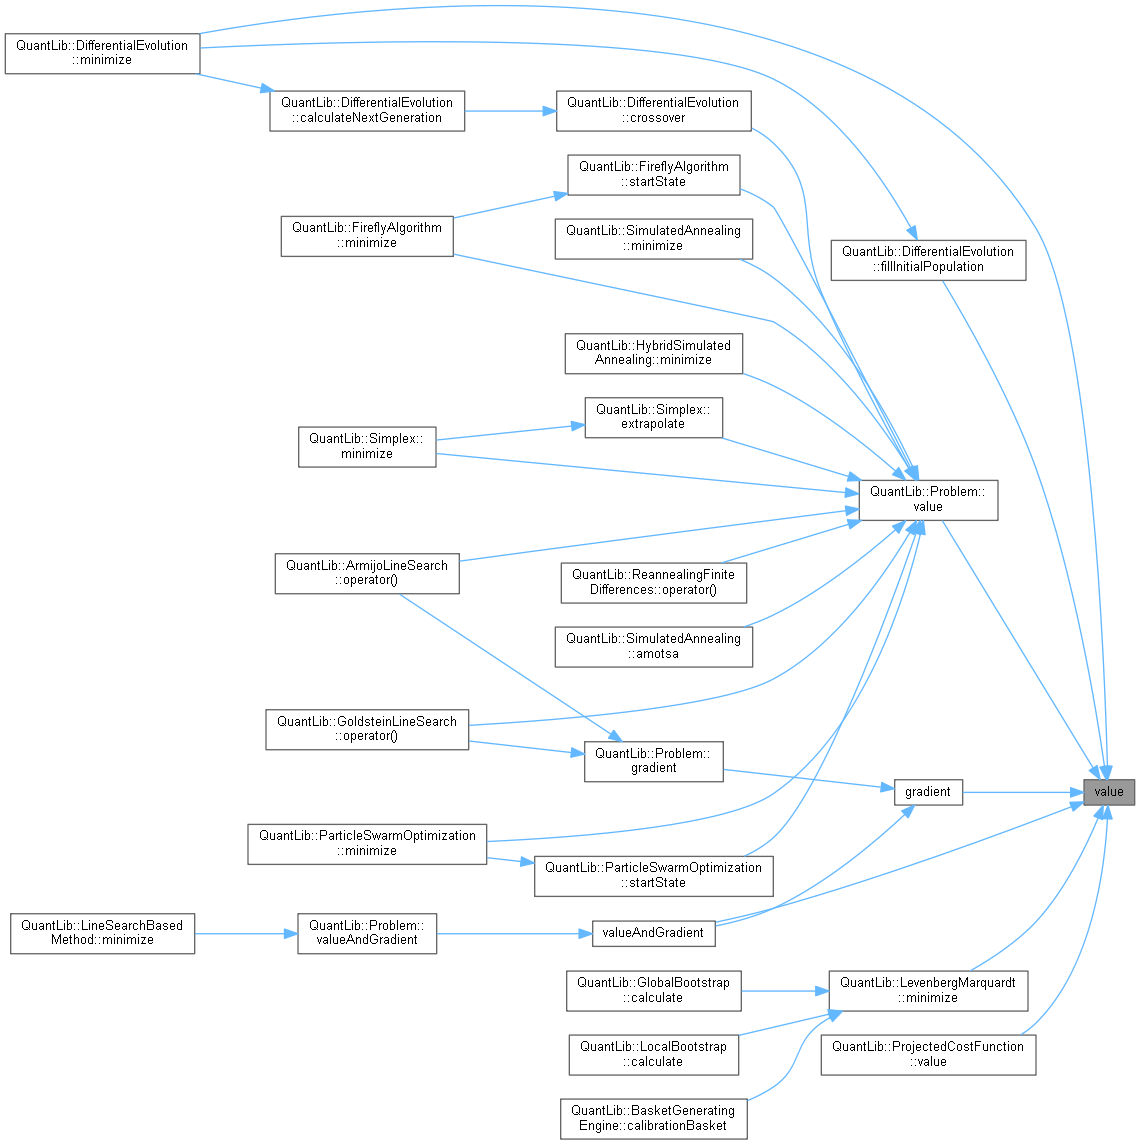 QuantLib::DifferentialEvolution
::minimize
QuantLib::DifferentialEvolution
::calculateNextGeneration
QuantLib::DifferentialEvolution
::crossover
QuantLib::FireflyAlgorithm
::startState
QuantLib::FireflyAlgorithm
::minimize
QuantLib::SimulatedAnnealing
::minimize
QuantLib::DifferentialEvolution
::fillInitialPopulation
QuantLib::HybridSimulated
Annealing::minimize
QuantLib::Simplex::
extrapolate
QuantLib::Simplex::
minimize
QuantLib::Problem::
value
QuantLib::ArmijoLineSearch
::operator()
QuantLib::ReannealingFinite
Differences::operator()
QuantLib::SimulatedAnnealing
::amotsa
QuantLib::GoldsteinLineSearch
::operator()
QuantLib::Problem::
gradient
gradient
value
QuantLib::ParticleSwarmOptimization
::minimize
QuantLib::ParticleSwarmOptimization
::startState
QuantLib::LineSearchBased
Method::minimize
QuantLib::Problem::
valueAndGradient
valueAndGradient
QuantLib::GlobalBootstrap
::calculate
QuantLib::LevenbergMarquardt
::minimize
QuantLib::LocalBootstrap
::calculate
QuantLib::ProjectedCostFunction
::value
QuantLib::BasketGenerating
Engine::calibrationBasket